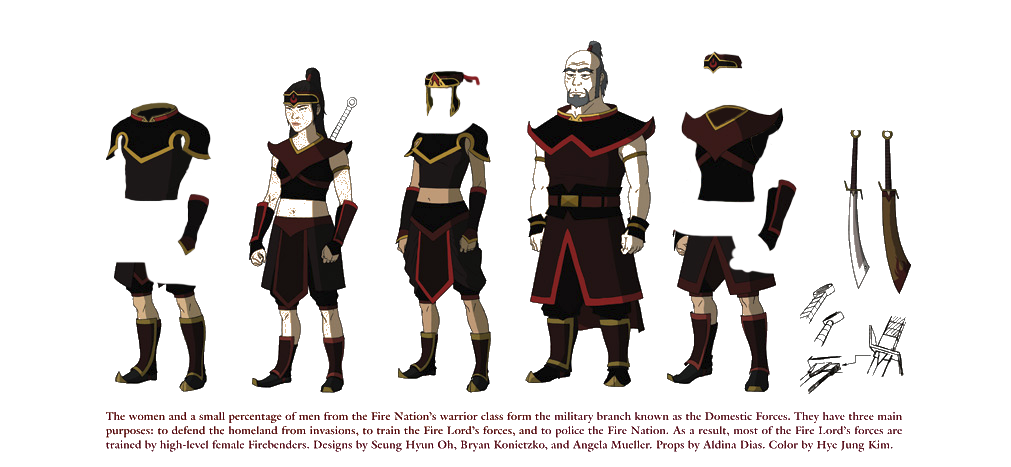 The women and a small percentage of men from the Fire Nation's warrior class form the military branch known as the Domestic Forces. They have three main
purposes: to defend the homeland from invasions, to train the Fire Lord's forces, and to police the Fire Nation. As a result, most of the Fire Lord's forces are
trained by high-level female Firebenders. Designs by Seung Hyun Oh, Bryan Konietzko, and Angela Mueller. Props by Aldina Dias. Color by Hye Jung Kim.